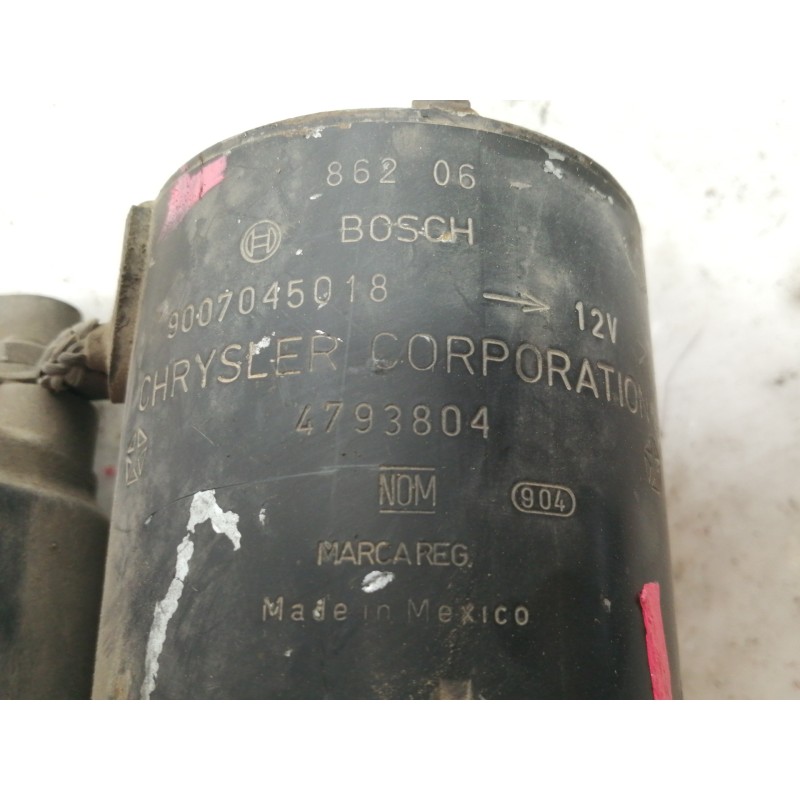 862 06
BOSCH
9007045018 → 12V
CHRYSLER CORPORATION
4793804
NOM 904
MARCA REG.
Made in Mexico